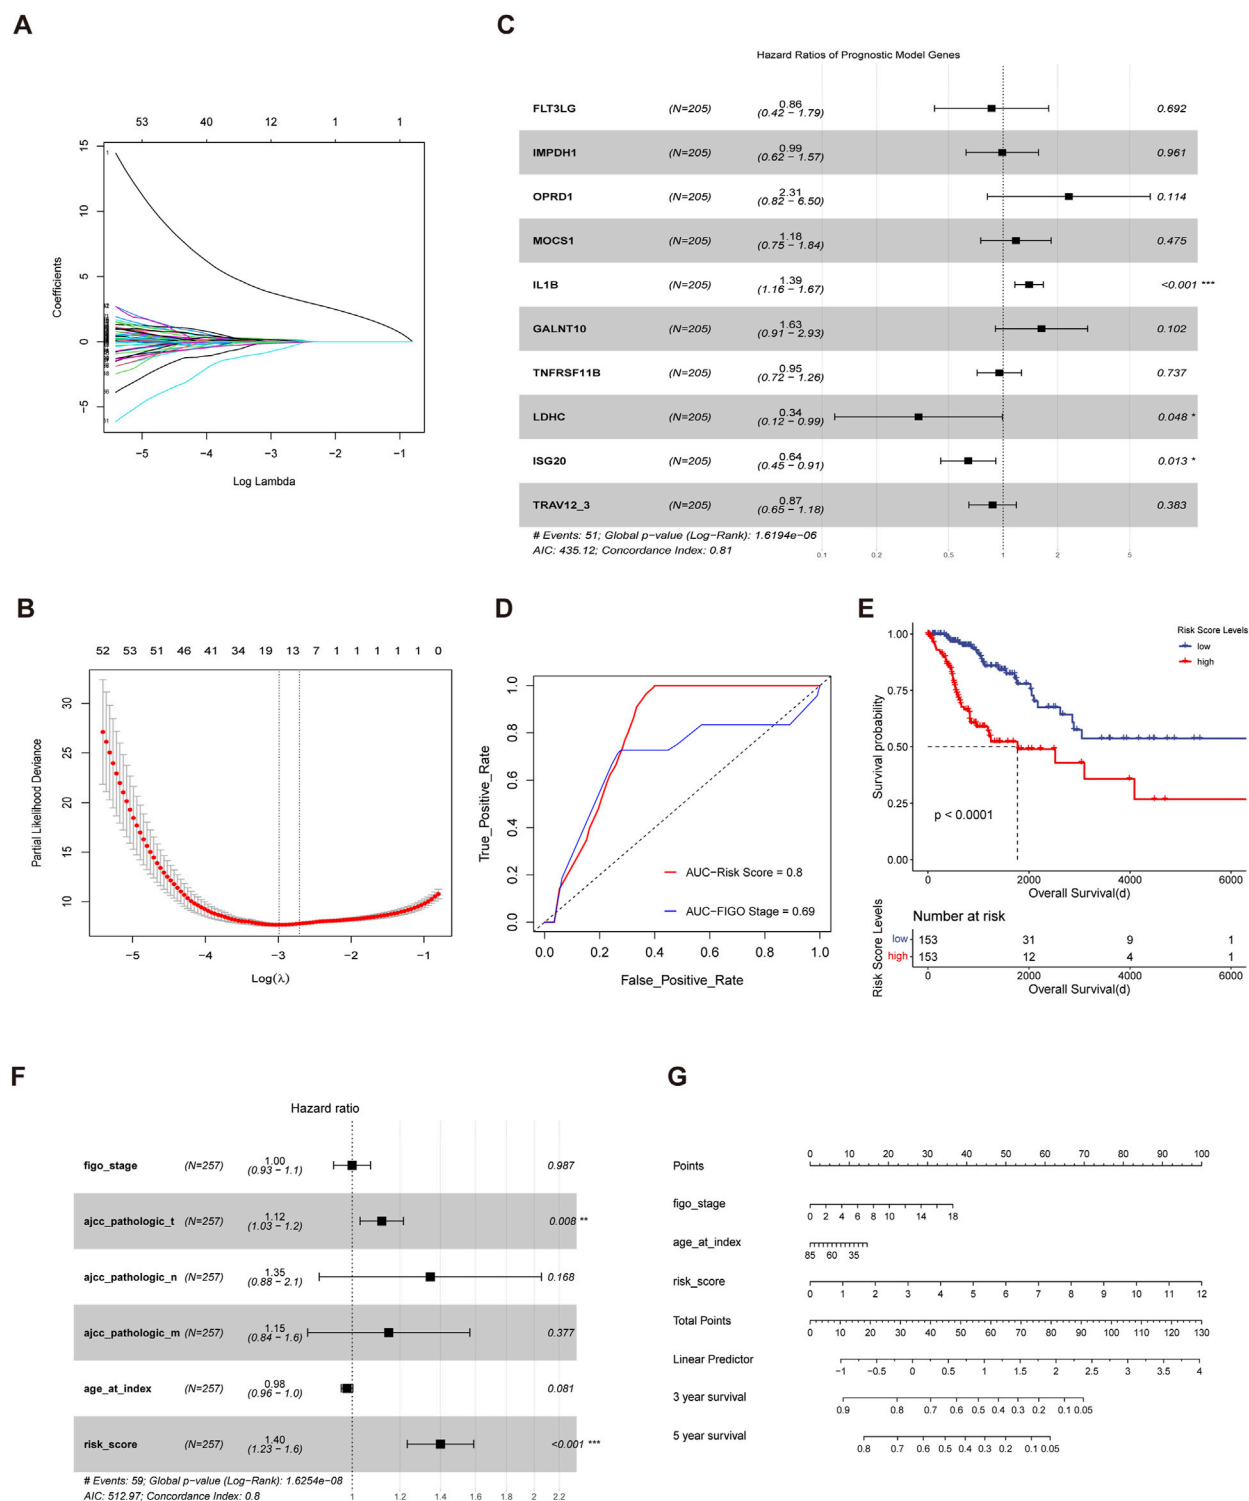 A
53 40 12 1 1
15
10
5
0
−5
Coefficients
−5 −4 −3 −2 −1
Log Lambda
C
Hazard Ratios of Prognostic Model Genes
FLT3LG (N=205) 0.86 (0.42 − 1.79) 0.692
IMPDH1 (N=205) 0.99 (0.62 − 1.57) 0.961
OPRD1 (N=205) 2.31 (0.82 − 6.50) 0.114
MOCS1 (N=205) 1.18 (0.75 − 1.84) 0.475
IL1B (N=205) 1.39 (1.16 − 1.67) <0.001 ***
GALNT10 (N=205) 1.63 (0.91 − 2.93) 0.102
TNFRSF11B (N=205) 0.95 (0.72 − 1.26) 0.737
LDHC (N=205) 0.34 (0.12 − 0.99) 0.048 *
ISG20 (N=205) 0.64 (0.45 − 0.91) 0.013 *
TRAV12_3 (N=205) 0.87 (0.65 − 1.18) 0.383
# Events: 51; Global p−value (Log−Rank): 1.6194e−06
AIC: 435.12; Concordance Index: 0.81
0.1 0.2 0.5 1 2 5
B
52 53 51 46 41 34 19 13 7 1 1 1 1 1 0
30
25
20
15
10
Partial Likelihood Deviance
−5 −4 −3 −2 −1
Log(λ)
D
1.0
0.8
0.6
0.4
0.2
0.0
True_Positive_Rate
AUC−Risk Score = 0.8
AUC−FIGO Stage = 0.69
0.0 0.2 0.4 0.6 0.8 1.0
False_Positive_Rate
E
Risk Score Levels
low
high
1.00
0.75
0.50
0.25
0.00
Survival probability
p < 0.0001
0 2000 4000 6000
Overall Survival(d)
Number at risk
Risk Score Levels
low 153 31 9 1
high 153 12 4 1
0 2000 4000 6000
Overall Survival(d)
F
Hazard ratio
figo_stage (N=257) 1.00 (0.93 − 1.1) 0.987
ajcc_pathologic_t (N=257) 1.12 (1.03 − 1.2) 0.008 **
ajcc_pathologic_n (N=257) 1.35 (0.88 − 2.1) 0.168
ajcc_pathologic_m (N=257) 1.15 (0.84 − 1.6) 0.377
age_at_index (N=257) 0.98 (0.96 − 1.0) 0.081
risk_score (N=257) 1.40 (1.23 − 1.6) <0.001 ***
# Events: 59; Global p−value (Log−Rank): 1.6254e−08
AIC: 512.97; Concordance Index: 0.8
1 1.2 1.4 1.6 1.8 2 2.2
G
Points 0 10 20 30 40 50 60 70 80 90 100
figo_stage 0 2 4 6 8 10 14 18
age_at_index 85 60 35
risk_score 0 1 2 3 4 5 6 7 8 9 10 11 12
Total Points 0 10 20 30 40 50 60 70 80 90 100 110 120 130
Linear Predictor −1 −0.5 0 0.5 1 1.5 2 2.5 3 3.5 4
3 year survival 0.9 0.8 0.7 0.6 0.5 0.4 0.3 0.2 0.1 0.05
5 year survival 0.8 0.7 0.6 0.5 0.4 0.3 0.2 0.1 0.05